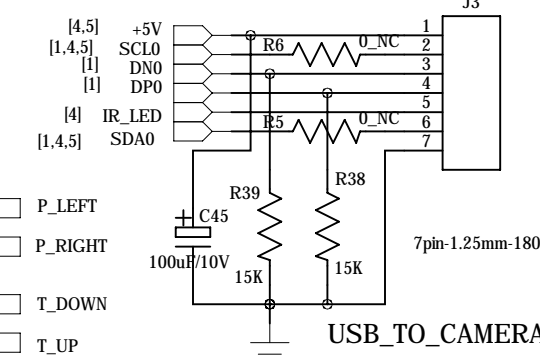 J3
[4,5] +5V 1
[1,4,5] SCL0 R6 0_NC 2
[1] DN0 3
[1] DP0 4
[4] IR_LED 5
[1,4,5] SDA0 R5 0_NC 6
7
R39 R38
P_LEFT
C45
P_RIGHT
7pin-1.25mm-180
100uF/10V
15K 15K
T_DOWN
USB_TO_CAMERA
T_UP